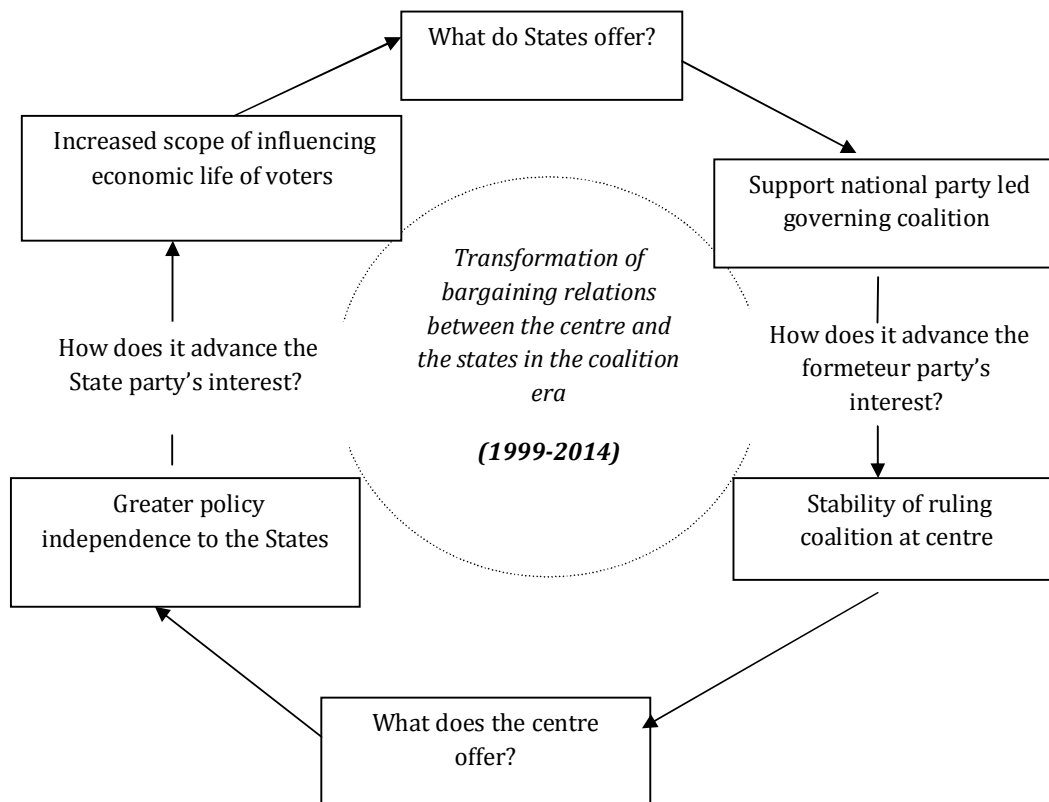 What do States offer?
Increased scope of influencing
economic life of voters
Support national party led
governing coalition
Transformation of
bargaining relations
between the centre and
the states in the coalition
era
(1999-2014)
How does it advance the
State party’s interest?
How does it advance the
formeteur party’s
interest?
Greater policy
independence to the States
Stability of ruling
coalition at centre
What does the centre
offer?